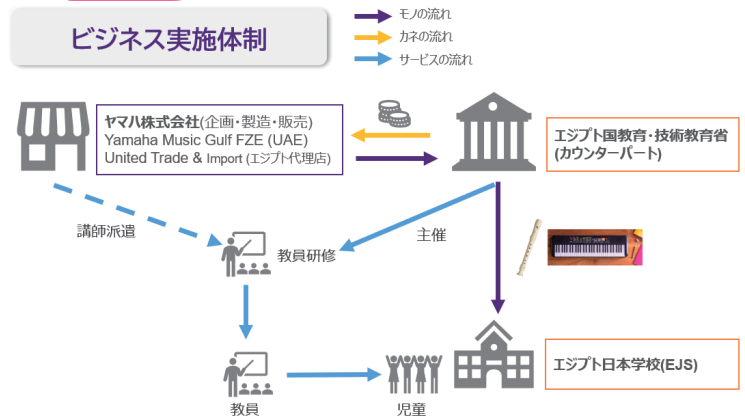 ビジネス実施体制
モノの流れ
カネの流れ
サービスの流れ
ヤマハ株式会社(企画・製造・販売)
Yamaha Music Gulf FZE (UAE)
United Trade & Import (エジプト代理店)
エジプト国教育・技術教育省
(カウンターパート)
講師派遣
主催
教員研修
エジプト日本学校(EJS)
教員
児童